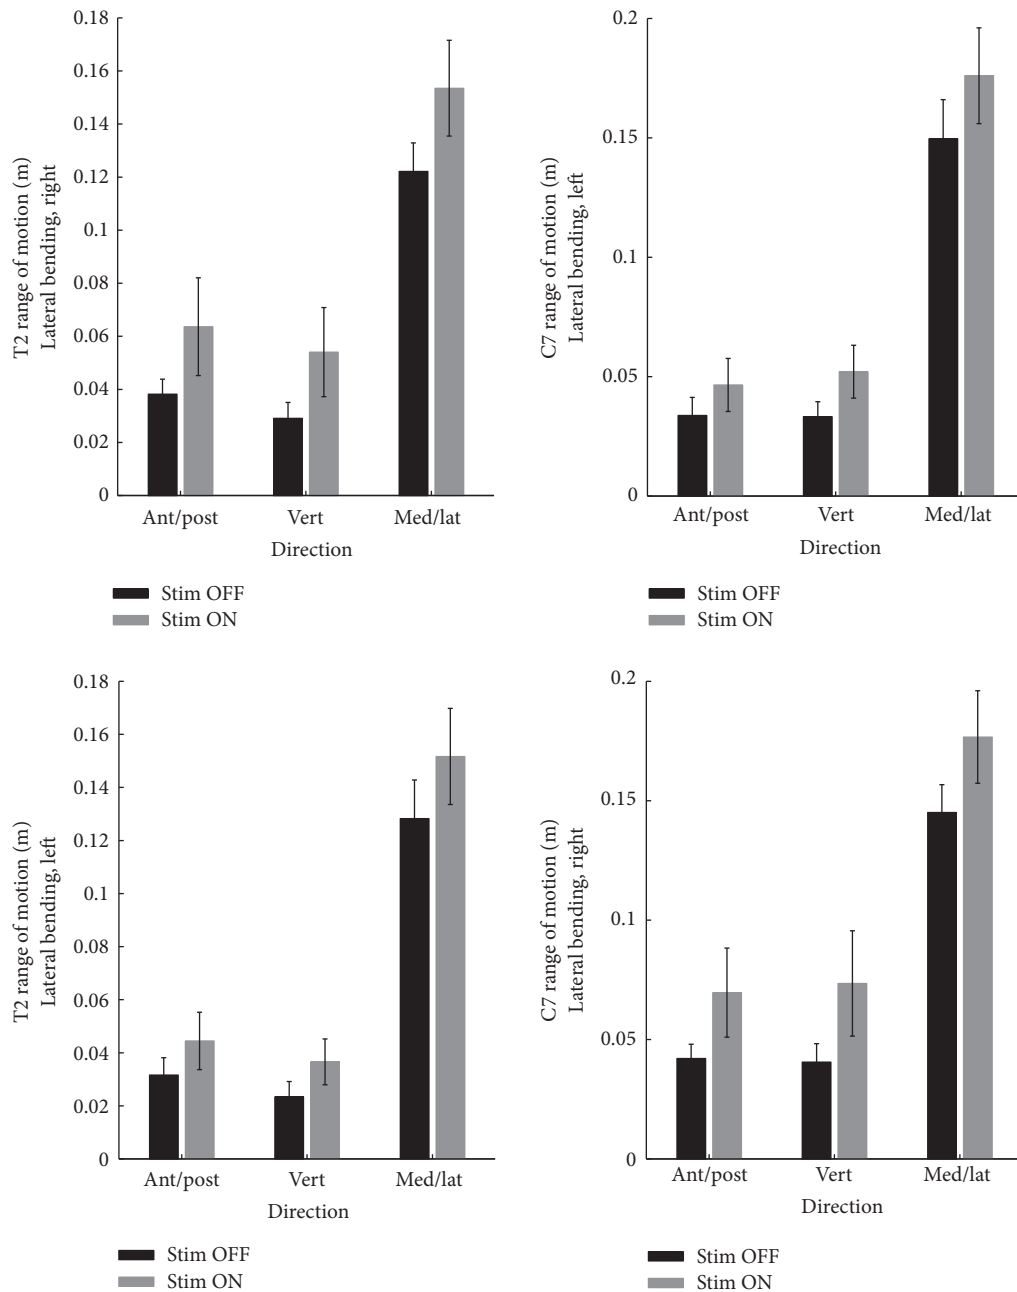 0.18
0.16
0.14
0.12
0.1
0.08
0.06
0.04
0.02
0
T2 range of motion (m)
Lateral bending, right
Ant/post Vert Med/lat
Direction
Stim OFF
Stim ON
0.2
0.15
0.1
0.05
0
C7 range of motion (m)
Lateral bending, left
Ant/post Vert Med/lat
Direction
Stim OFF
Stim ON
0.18
0.16
0.14
0.12
0.1
0.08
0.06
0.04
0.02
0
T2 range of motion (m)
Lateral bending, left
Ant/post Vert Med/lat
Direction
Stim OFF
Stim ON
0.2
0.15
0.1
0.05
0
C7 range of motion (m)
Lateral bending, right
Ant/post Vert Med/lat
Direction
Stim OFF
Stim ON